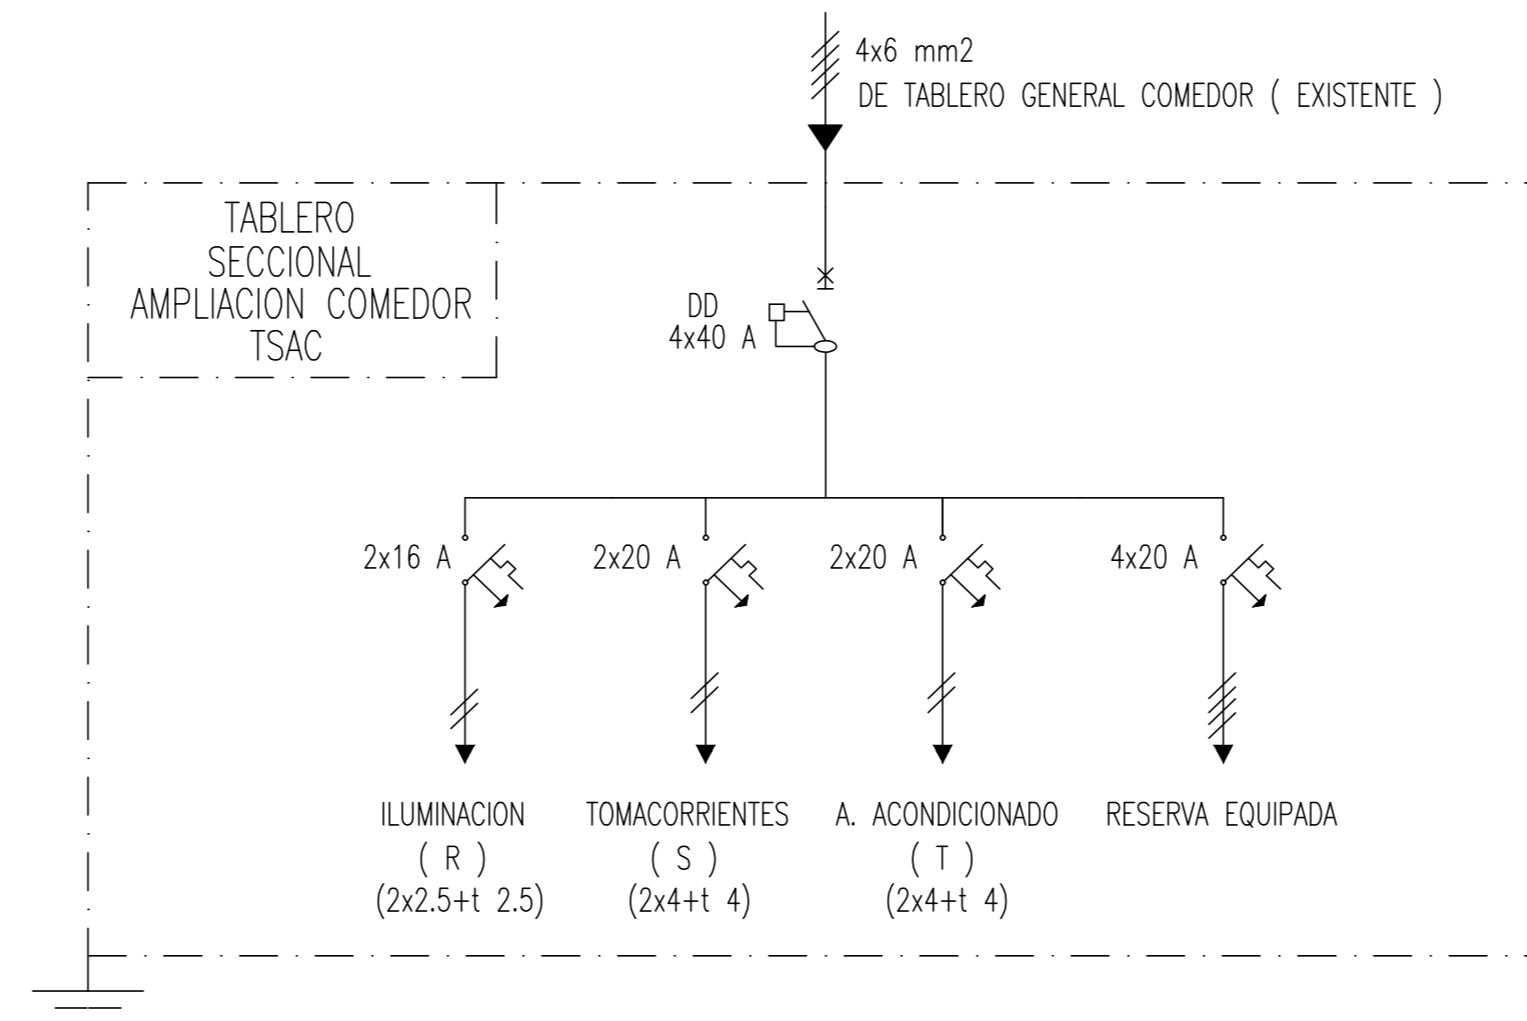 4x6 mm2
DE TABLERO GENERAL COMEDOR ( EXISTENTE )
TABLERO
SECCIONAL
AMPLIACION COMEDOR
TSAC
DD
4x40 A
2x16 A
2x20 A
2x20 A
4x20 A
ILUMINACION
( R )
(2x2.5+t 2.5)
TOMACORRIENTES
( S )
(2x4+t 4)
A. ACONDICIONADO
( T )
(2x4+t 4)
RESERVA EQUIPADA